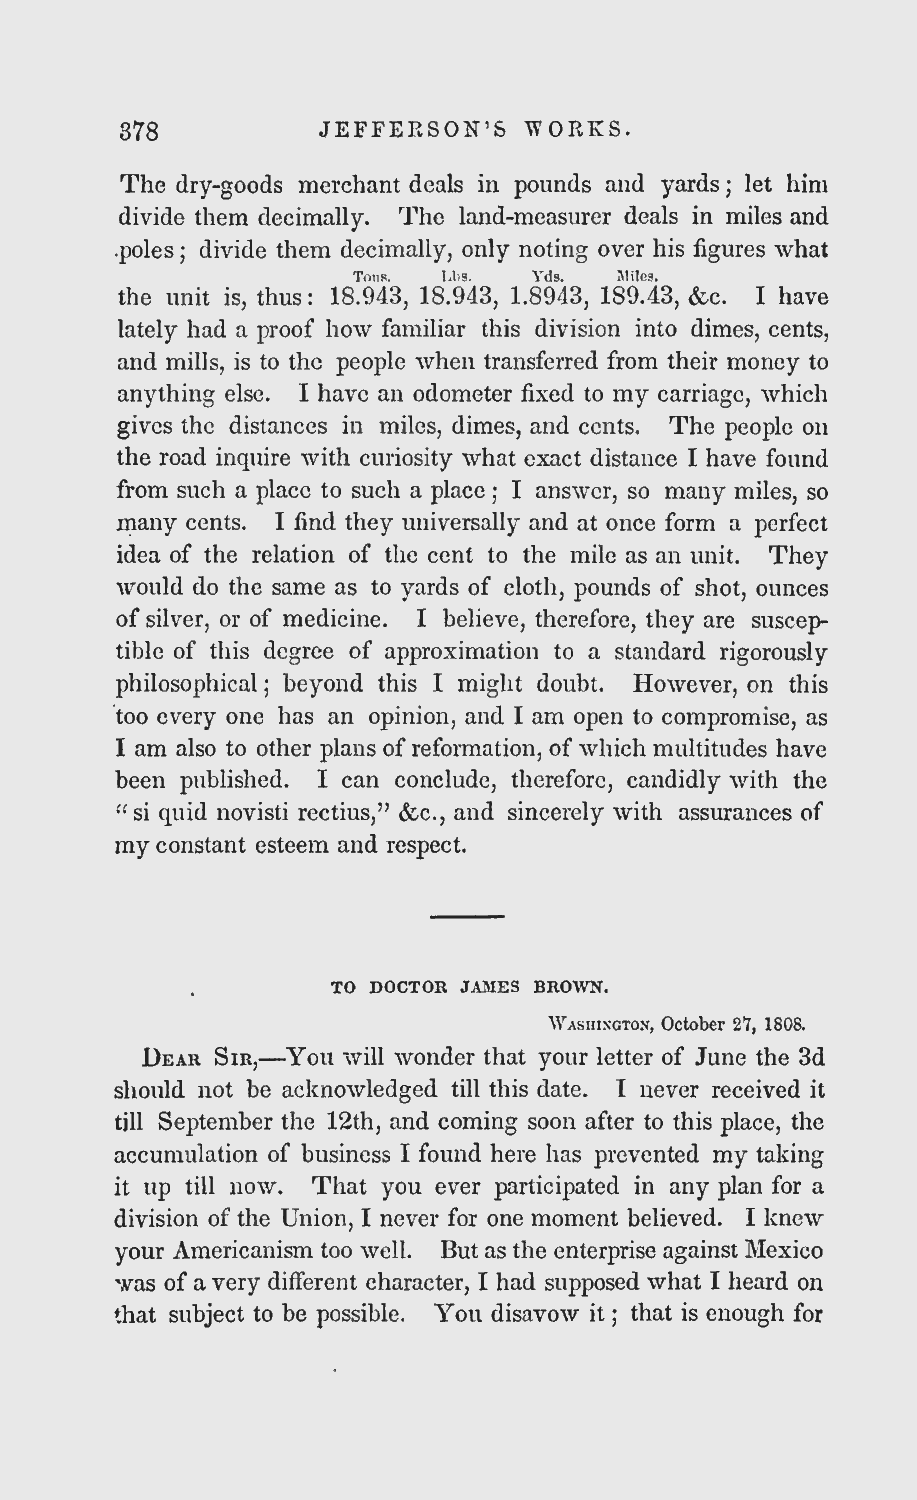 378 JEFFERSON'S WORKS.
The dry-goods merchant deals in pounds and yards; let him
divide them decimally. The land-measurer deals in miles and
poles; divide them decimally, only noting over his figures what
Tons. Lbs. Yds. Miles.
the unit is, thus: 18.943, 18.943, 1.8943, 189.43, &c. I have
lately had a proof how familiar this division into dimes, cents,
and mills, is to the people when transferred from their money to
anything else. I have an odometer fixed to my carriage, which
gives the distances in miles, dimes, and cents. The people on
the road inquire with curiosity what exact distance I have found
from such a place to such a place; I answer, so many miles, so
many cents. I find they universally and at once form a perfect
idea of the relation of the cent to the mile as an unit. They
would do the same as to yards of cloth, pounds of shot, ounces
of silver, or of medicine. I believe, therefore, they are suscep-
tible of this degree of approximation to a standard rigorously
philosophical; beyond this I might doubt. However, on this
too every one has an opinion, and I am open to compromise, as
I am also to other plans of reformation, of which multitudes have
been published. I can conclude, therefore, candidly with the
"si quid novisti rectius," &c., and sincerely with assurances of
my constant esteem and respect.
TO DOCTOR JAMES BROWN.
WASHINGTON, October 27, 1808.
DEAR SIR,—You will wonder that your letter of June the 3d
should not be acknowledged till this date. I never received it
till September the 12th, and coming soon after to this place, the
accumulation of business I found here has prevented my taking
it up till now. That you ever participated in any plan for a
division of the Union, I never for one moment believed. I knew
your Americanism too well. But as the enterprise against Mexico
was of a very different character, I had supposed what I heard on
that subject to be possible. You disavow it; that is enough for